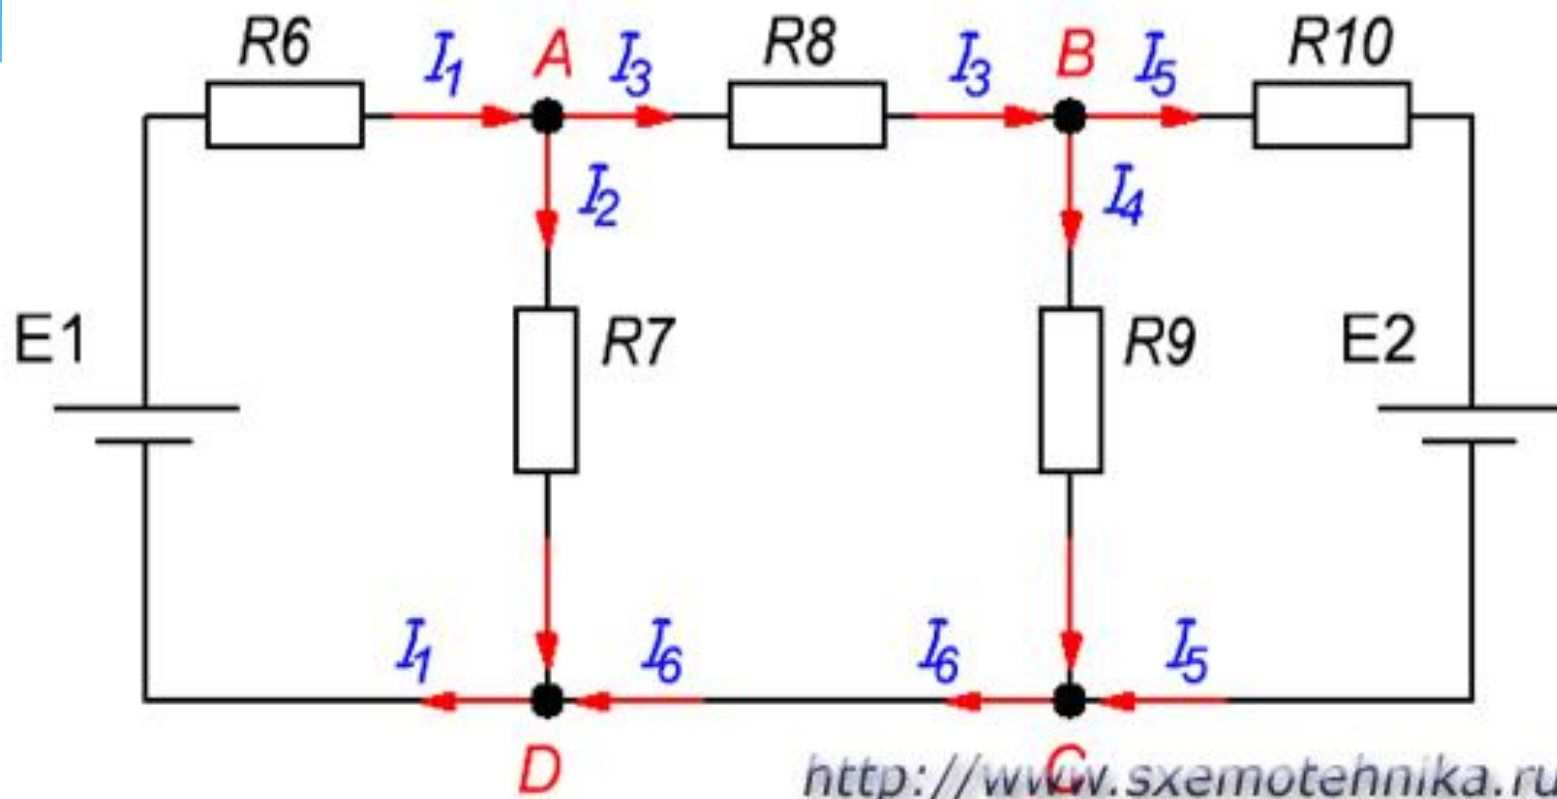 R6 I1 A I3 R8 I3 B I5 R10
I2 I4
E1 R7 R9 E2
I1 I6 I6 I5
D C
http://www.sxemotehnika.ru